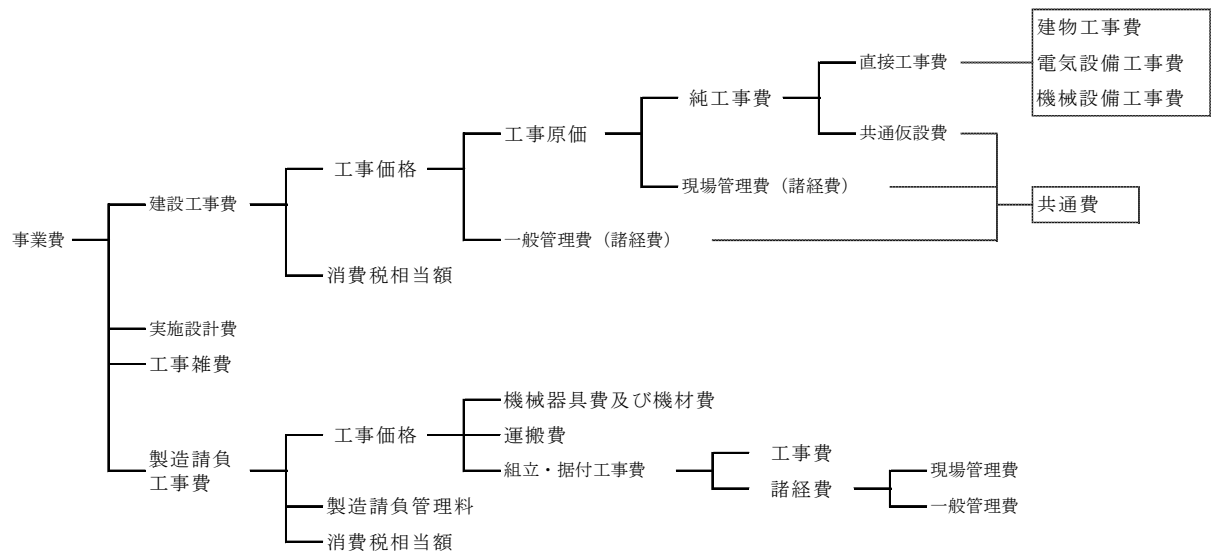 建物工事費
電気設備工事費
機械設備工事費
直接工事費
純工事費
共通仮設費
工事原価
工事価格
現場管理費（諸経費）
建設工事費
共通費
事業費
一般管理費（諸経費）
消費税相当額
実施設計費
工事雑費
機械器具費及び機材費
工事価格
運搬費
製造請負
工事費
組立・据付工事費
工事費
諸経費
現場管理費
一般管理費
製造請負管理料
消費税相当額